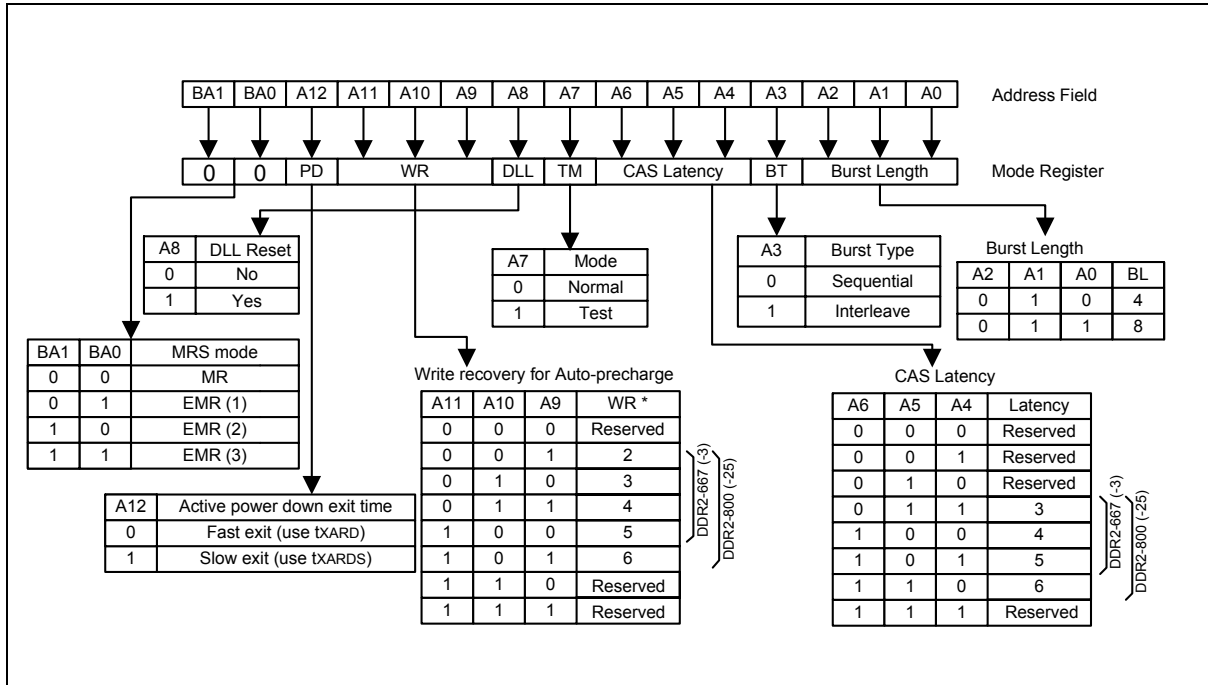 BA1 BA0 A12 A11 A10 A9 A8 A7 A6 A5 A4 A3 A2 A1 A0 Address Field
0 0 PD WR DLL TM CAS Latency BT Burst Length Mode Register
A8 DLL Reset
0 No
1 Yes
A7 Mode
0 Normal
1 Test
A3 Burst Type
0 Sequential
1 Interleave
Burst Length
A2 A1 A0 BL
0 1 0 4
0 1 1 8
BA1 BA0 MRS mode
0 0 MR
0 1 EMR (1)
1 0 EMR (2)
1 1 EMR (3)
A12 Active power down exit time
0 Fast exit (use tXARD)
1 Slow exit (use tXARDS)
Write recovery for Auto-precharge
A11 A10 A9 WR *
0 0 0 Reserved
0 0 1 2
0 1 0 3
0 1 1 4
1 0 0 5
1 0 1 6
1 1 0 Reserved
1 1 1 Reserved
DDR2-667 (-3)
DDR2-800 (-25)
CAS Latency
A6 A5 A4 Latency
0 0 0 Reserved
0 0 1 Reserved
0 1 0 Reserved
0 1 1 3
1 0 0 4
1 0 1 5
1 1 0 6
1 1 1 Reserved
DDR2-667 (-3)
DDR2-800 (-25)